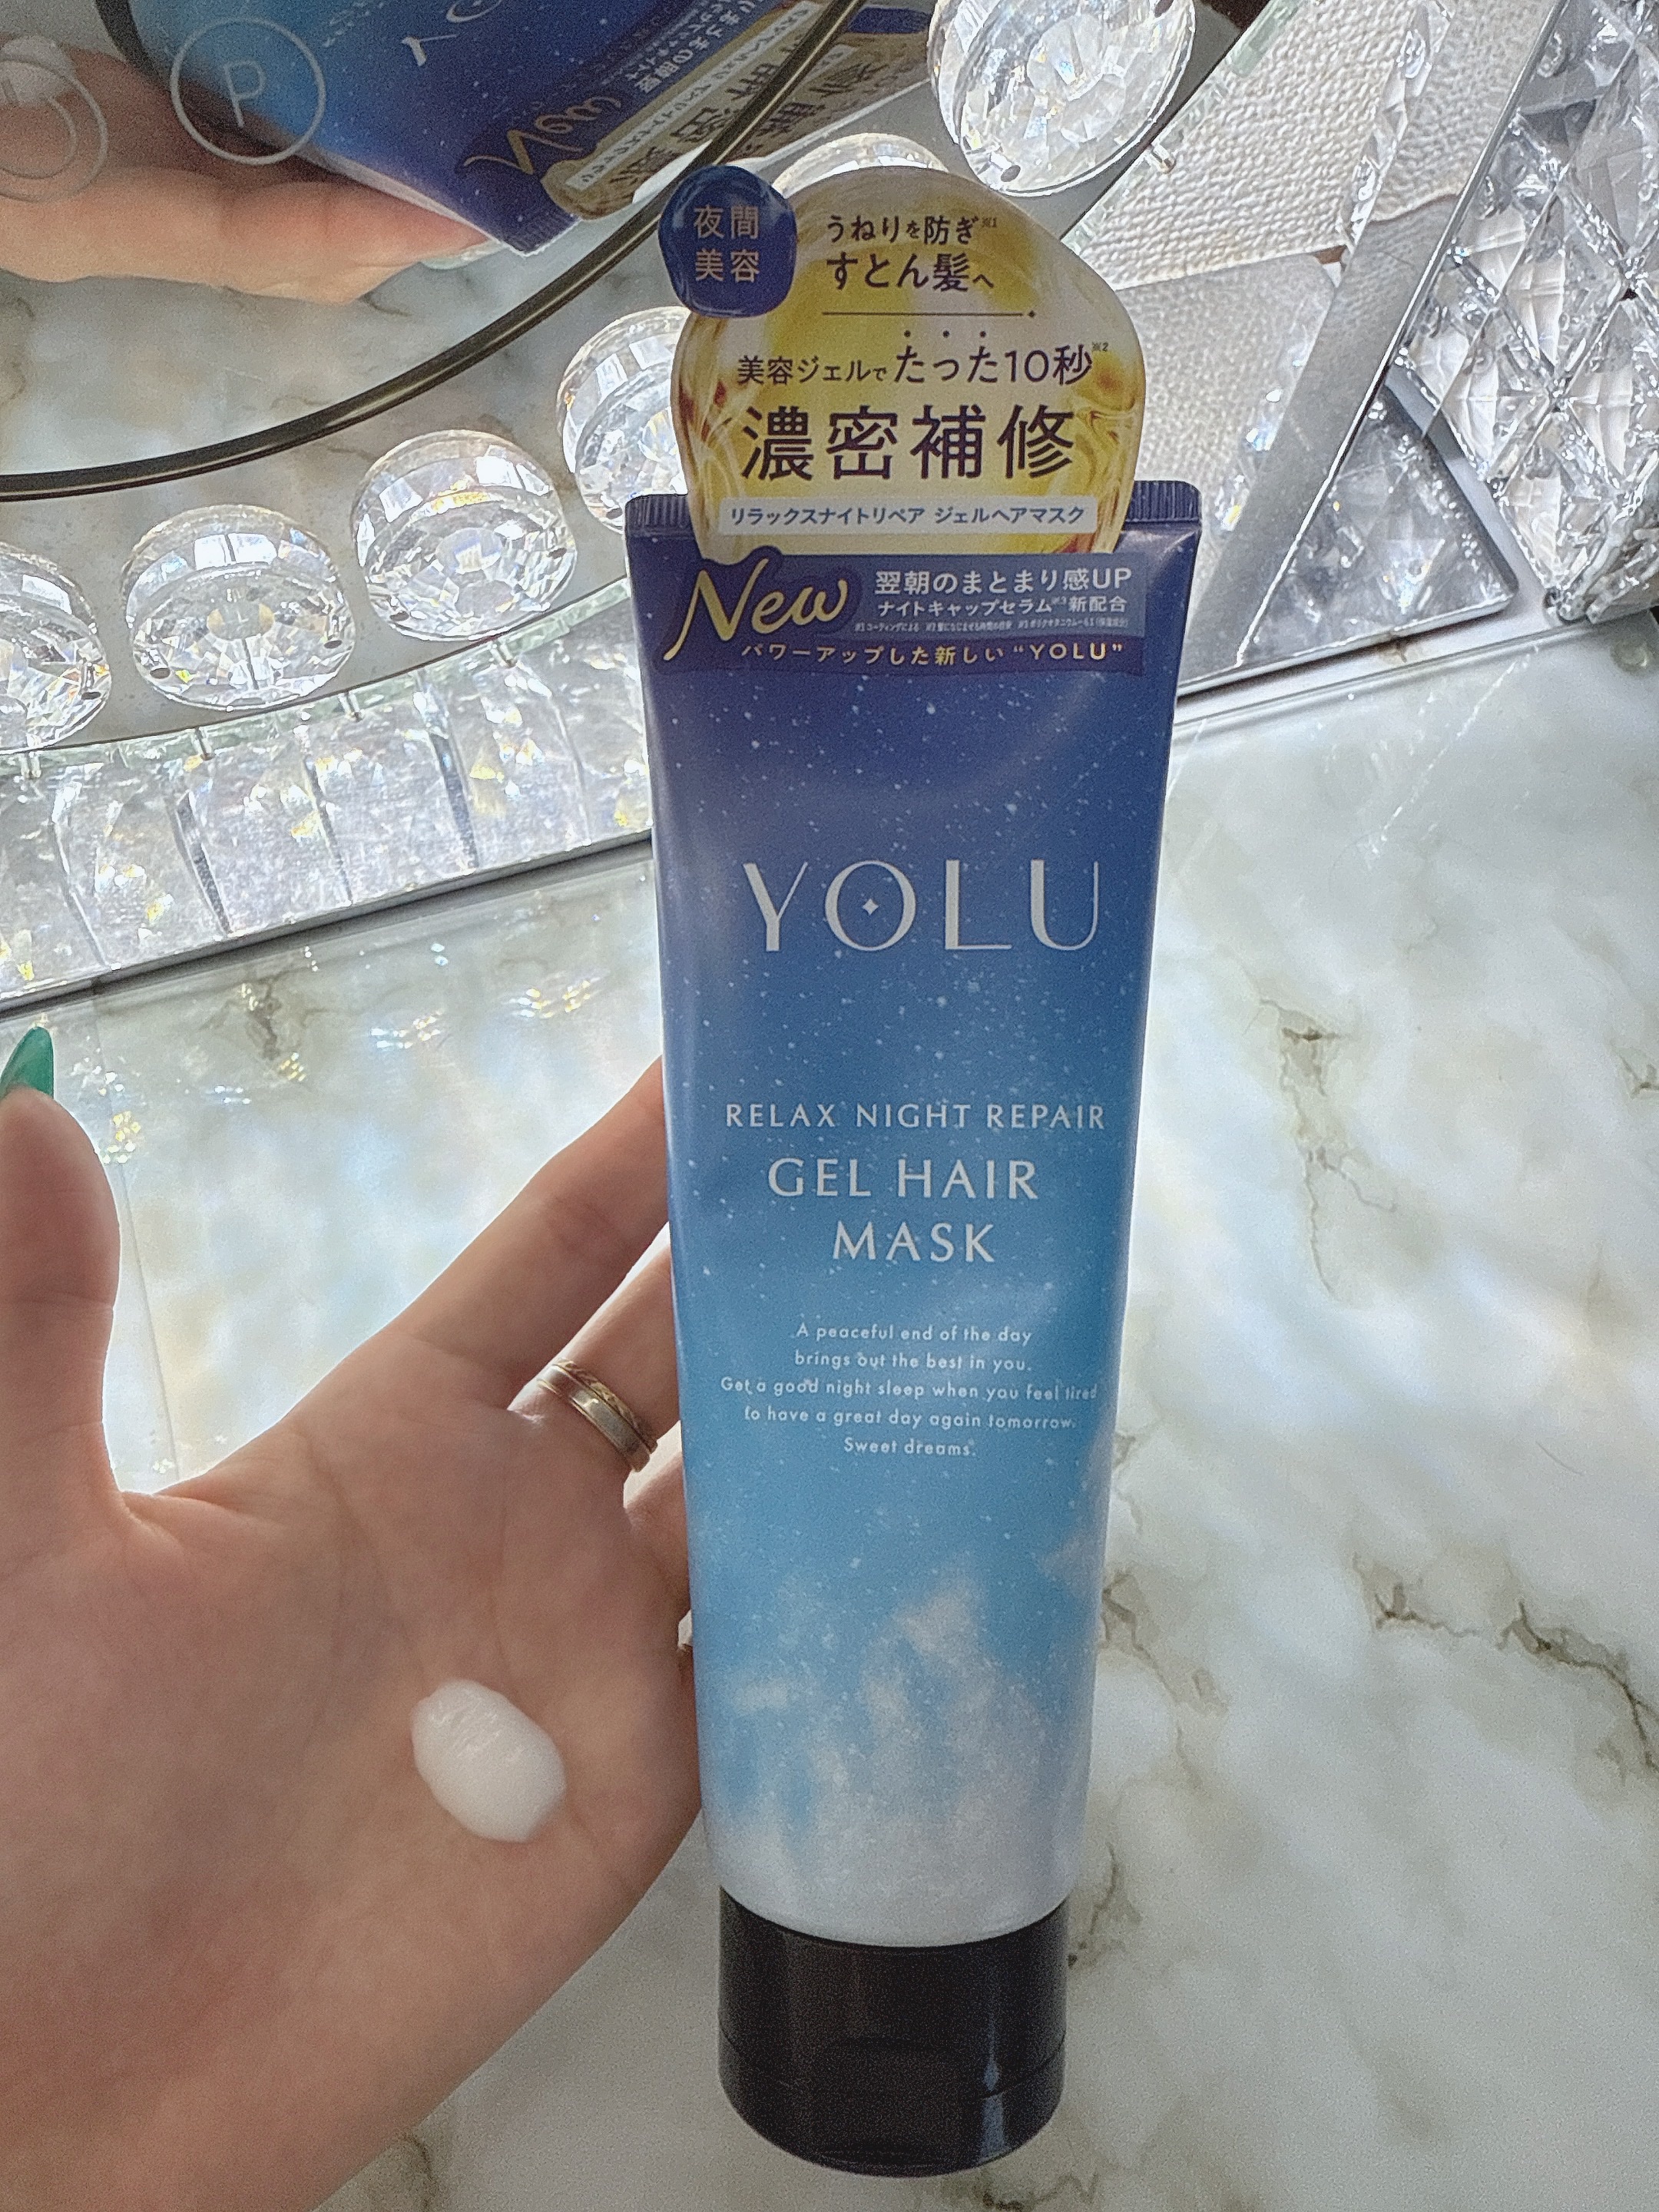 夜間
美容
うねりを防ぎ※1
すとん髪へ
美容ジェルでたった10秒※2
濃密補修
リラックスナイトリペア ジェルヘアマスク
New
翌朝のまとまり感UP
ナイトキャップセラム※3新配合
パワーアップした新しい“YOLU”
YOLU
RELAX NIGHT REPAIR
GEL HAIR
MASK
A peaceful end of the day
brings out the best in you.
Get a good night sleep when you feel tired
to have a great day again tomorrow.
Sweet dreams.
P